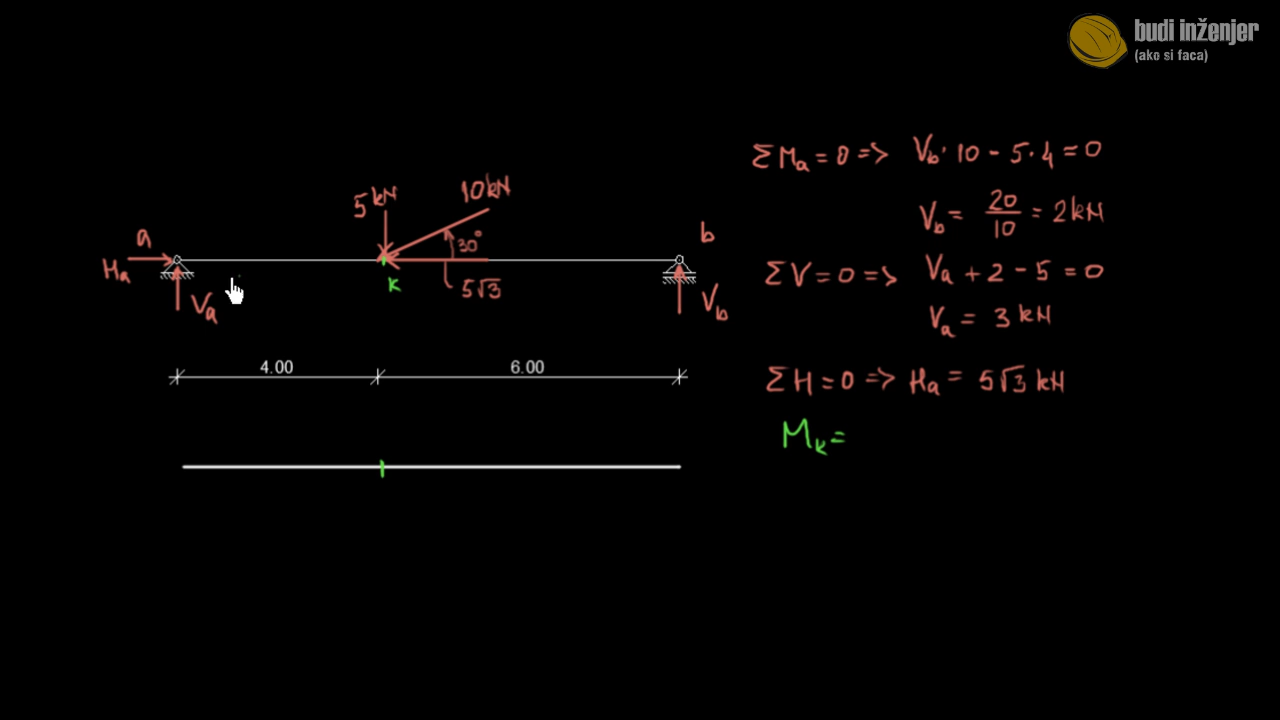 budi inženjer
(ako si faca)
ΣMa = 0 => Vb · 10 - 5 · 4 = 0
Vb = 20/10 = 2kN
5kN
10kN
30°
a
b
Ha
Va
K
5√3
Vb
ΣV = 0 => Va + 2 - 5 = 0
Va = 3 kN
4.00
6.00
ΣH = 0 => Ha = 5√3 kN
Mk =